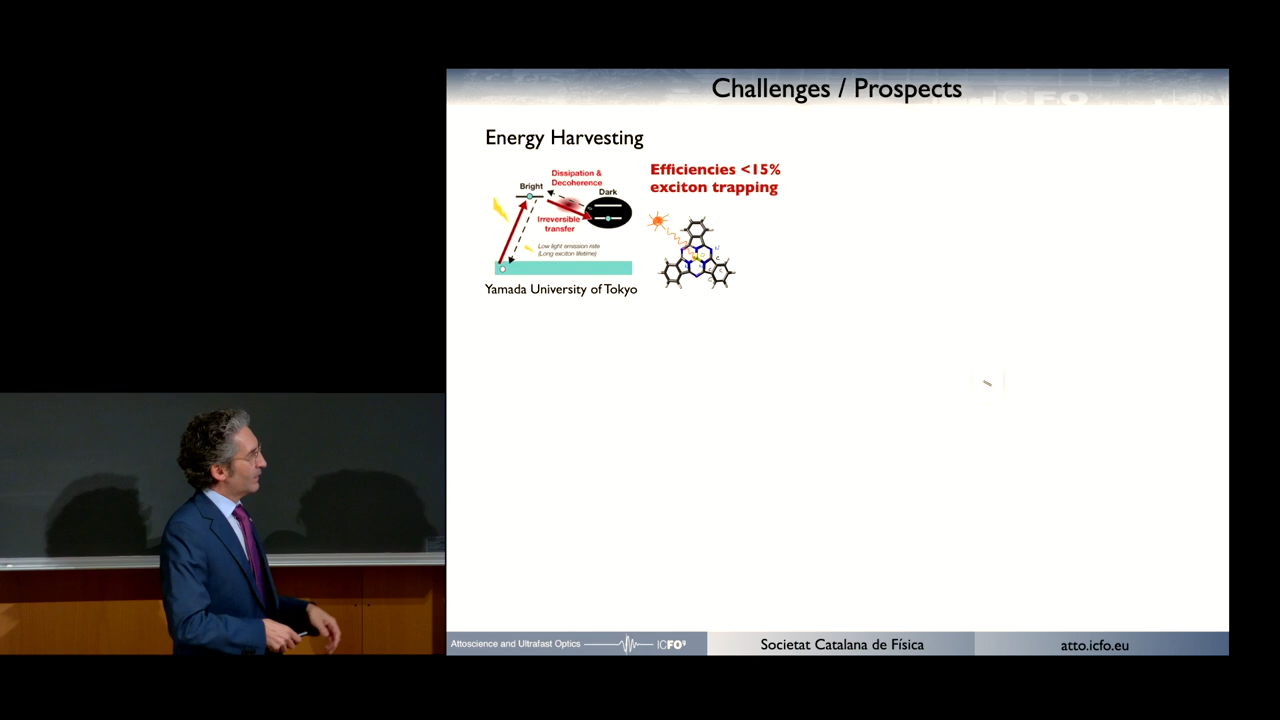 Challenges / Prospects
Energy Harvesting
Efficiencies <15%
exciton trapping
Dissipation &
Decoherence
Bright
Dark
Irreversible
transfer
Low light emission rate
(Long exciton lifetime)
Yamada University of Tokyo
Attoscience and Ultrafast Optics
ICFO
Societat Catalana de Física
atto.icfo.eu